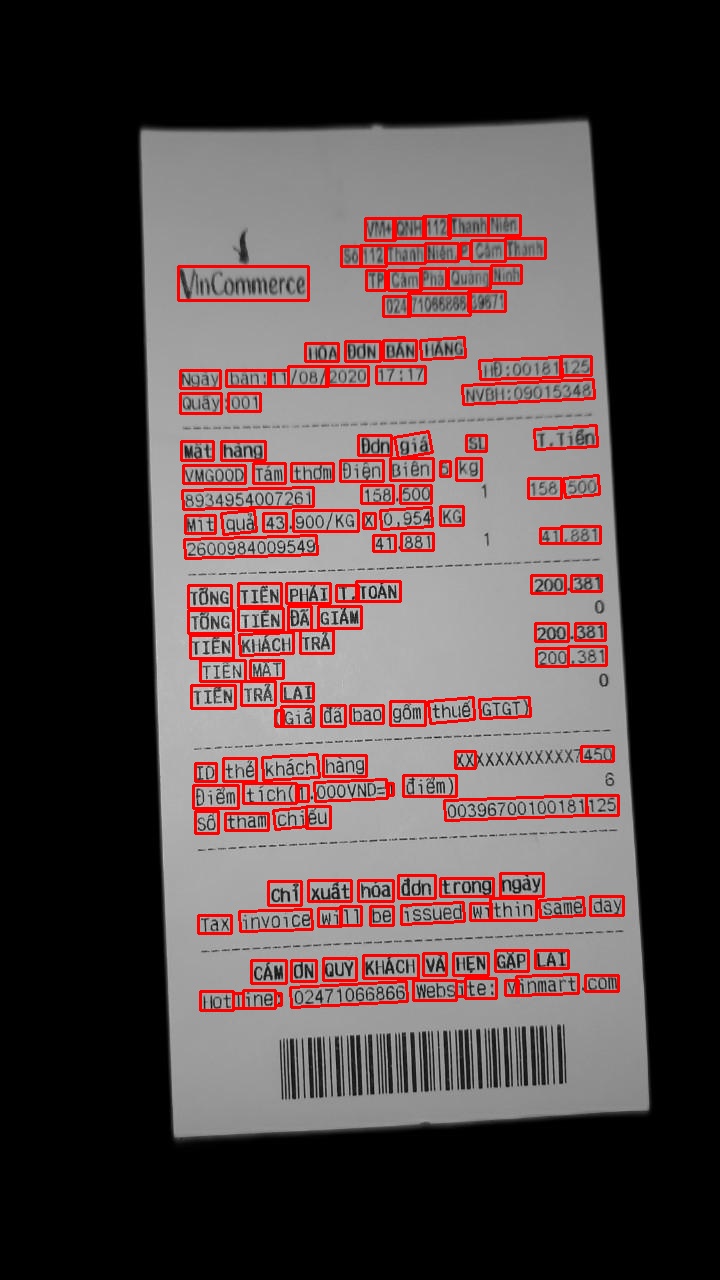 VinCommerce
VM+ QNH 112 Thanh Niên
Số 112 Thanh Niên, P. Cẩm Thành
TP Cẩm Phả Quảng Ninh
02471066866 39671
HÓA ĐƠN BÁN HÀNG
Ngày bán: 11/08/2020 17:17 HĐ:00181125
Quầy:001 NVBH:09015348
Mặt hàng Đơn giá SL T.Tiền
VMGOOD Tám thơm Điện Biên 5 Kg
8934954007261 158.500 1 158.500
Mít quả 43.900/KG x 0,954 KG
2600984009549 41.881 1 41.881
TỔNG TIỀN PHẢI T.TOÁN 200.381
TỔNG TIỀN ĐÃ GIẢM 0
TIỀN KHÁCH TRẢ 200.381
TIỀN MẶT 200.381
TIỀN TRẢ LẠI 0
(Giá đã bao gồm thuế GTGT)
ID thẻ khách hàng XXXXXXXXXXXX7450
Điểm tích(1.000VND=1 điểm) 6
Số tham chiếu 00396700100181125
Chỉ xuất hóa đơn trong ngày
Tax invoice will be issued within same day
CẢM ƠN QUÝ KHÁCH VÀ HẸN GẶP LẠI
Hotline: 02471066866 Website: vinmart.com